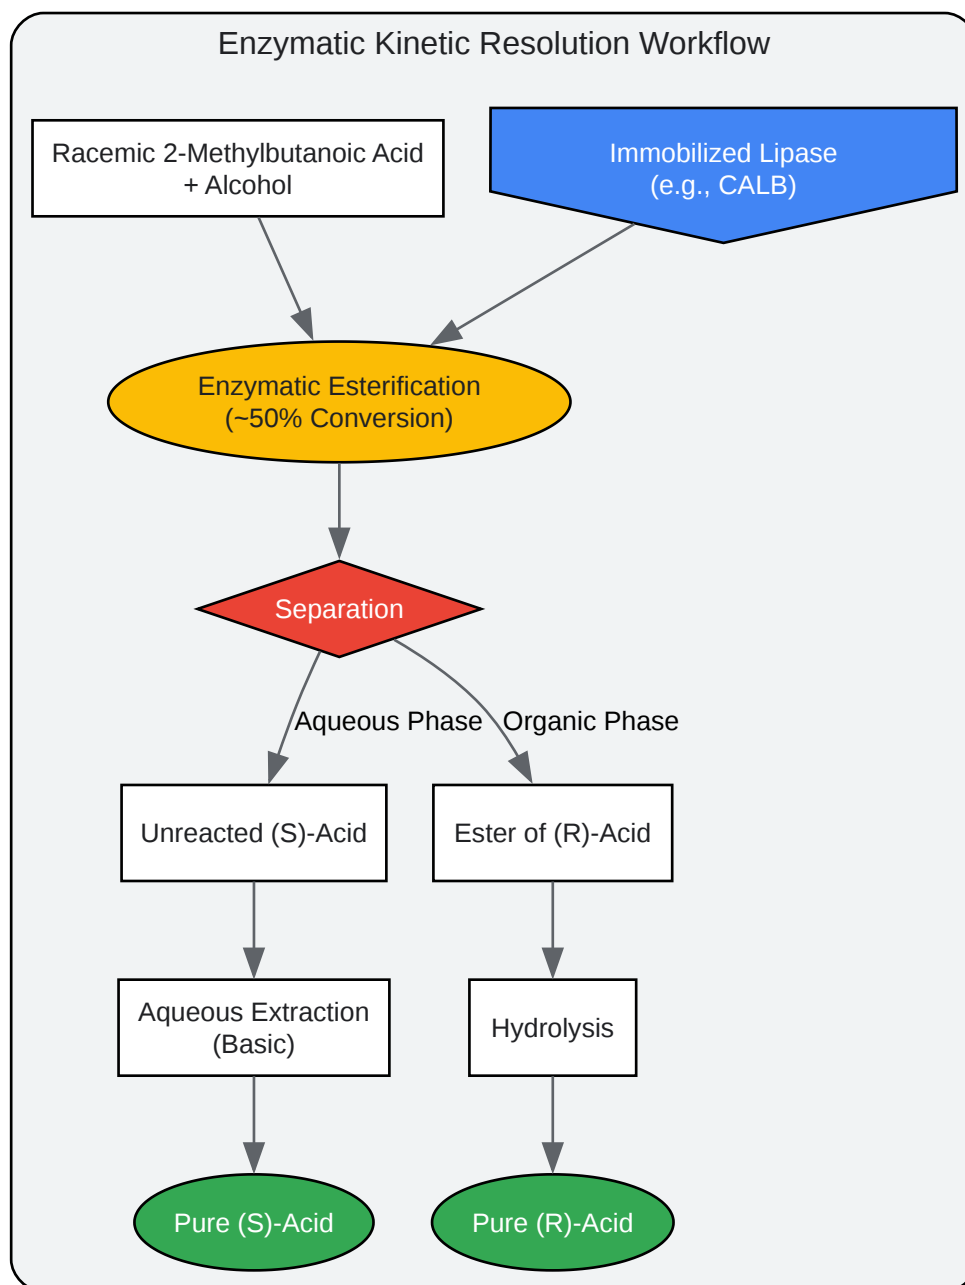 Enzymatic Kinetic Resolution Workflow
Racemic 2-Methylbutanoic Acid
+ Alcohol
Immobilized Lipase
(e.g., CALB)
Enzymatic Esterification
(~50% Conversion)
Separation
Aqueous Phase
Organic Phase
Unreacted (S)-Acid
Ester of (R)-Acid
Aqueous Extraction
(Basic)
Hydrolysis
Pure (S)-Acid
Pure (R)-Acid